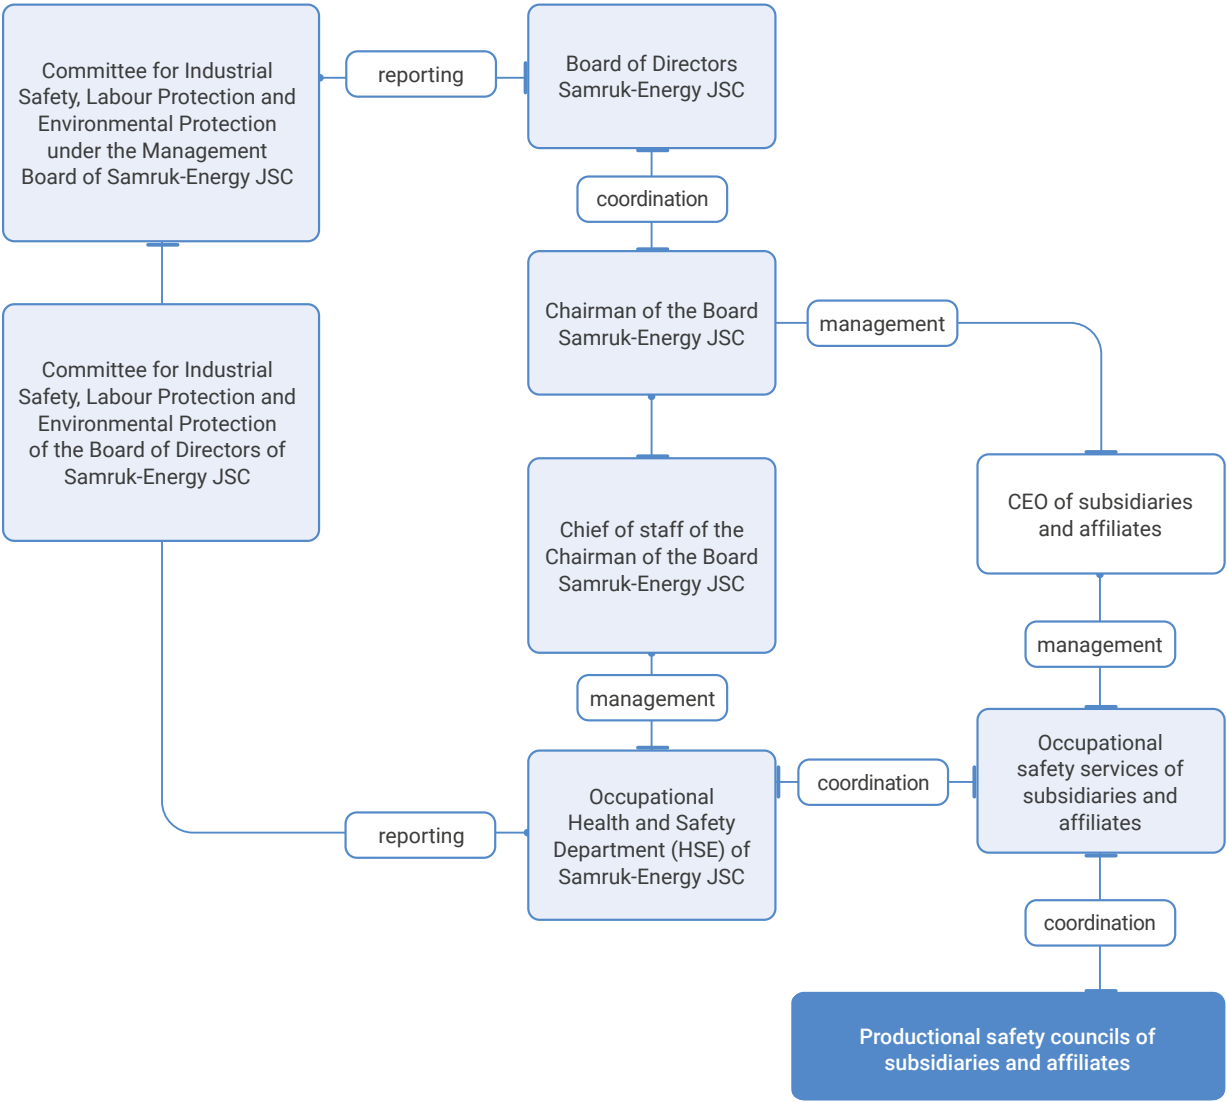 Committee for Industrial
Safety, Labour Protection and
Environmental Protection
under the Management
Board of Samruk-Energy JSC
reporting
Board of Directors
Samruk-Energy JSC
coordination
Chairman of the Board
Samruk-Energy JSC
management
Committee for Industrial
Safety, Labour Protection and
Environmental Protection
of the Board of Directors of
Samruk-Energy JSC
Chief of staff of the
Chairman of the Board
Samruk-Energy JSC
CEO of subsidiaries
and affiliates
management
management
Occupational
Health and Safety
Department (HSE) of
Samruk-Energy JSC
coordination
Occupational
safety services of
subsidiaries and
affiliates
reporting
coordination
Productional safety councils of
subsidiaries and affiliates